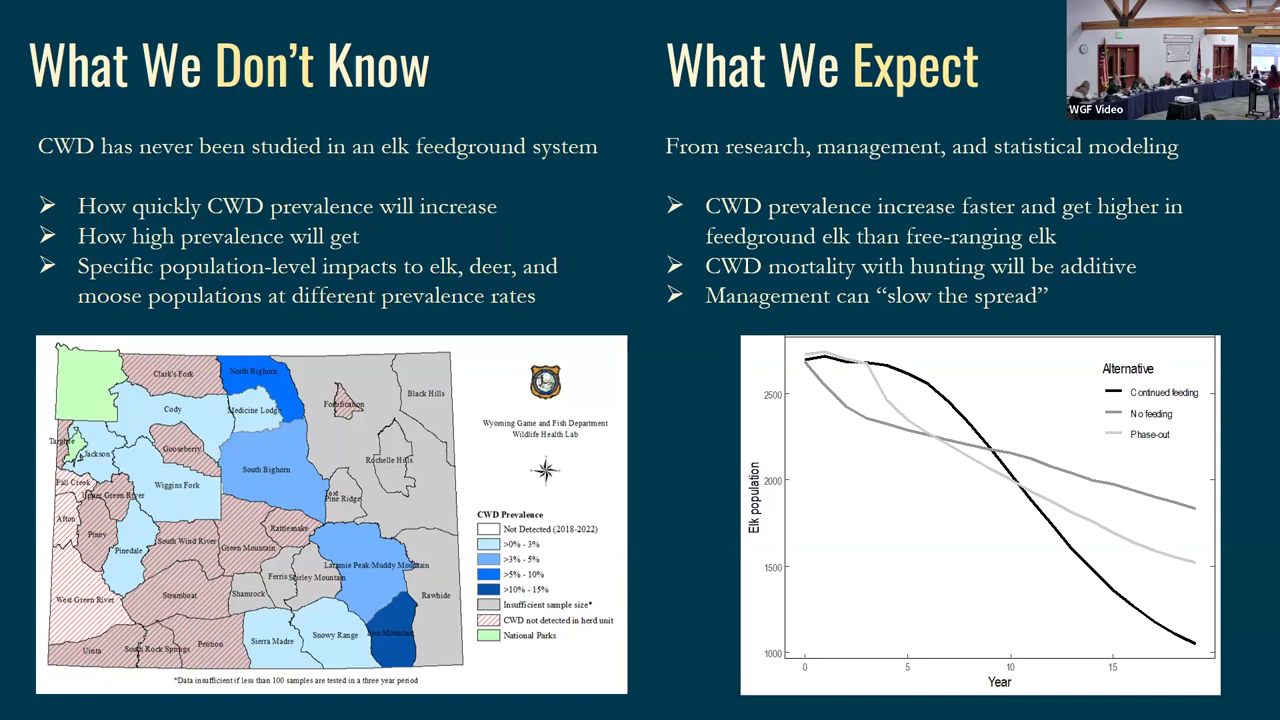 What We Don't Know
What We Expect
WGF Video
CWD has never been studied in an elk feedground system
From research, management, and statistical modeling
➢ How quickly CWD prevalence will increase
➢ How high prevalence will get
➢ Specific population-level impacts to elk, deer, and
moose populations at different prevalence rates
➢ CWD prevalence increase faster and get higher in
feedground elk than free-ranging elk
➢ CWD mortality with hunting will be additive
➢ Management can “slow the spread”
Clark's Fork
North Bighorn
Black Hills
Cody
Medicine Lodge
Fortification
Targhee
Jackson
Gooseberry
South Bighorn
Rochelle Hills
Fall Creek
Upper Green River
Wiggins Fork
Pine Ridge
Afton
Piney
Pinedale
South Wind River
Rattlesnake
Green Mountain
Laramie Peak/Muddy Mountain
Ferris
Shirley Mountain
West Green River
Steamboat
Shamrock
Rawhide
Uinta
South Rock Springs
Petition
Sierra Madre
Snowy Range
Iron Mountain
Wyoming Game and Fish Department
Wildlife Health Lab
CWD Prevalence
Not Detected (2018-2022)
>0% - 3%
>3% - 5%
>5% - 10%
>10% - 15%
Insufficient sample size*
CWD not detected in herd unit
National Parks
*Data insufficient if less than 100 samples are tested in a three year period
Alternative
Continued feeding
No feeding
Phase-out
Elk population
2500
2000
1500
1000
0
5
10
15
Year